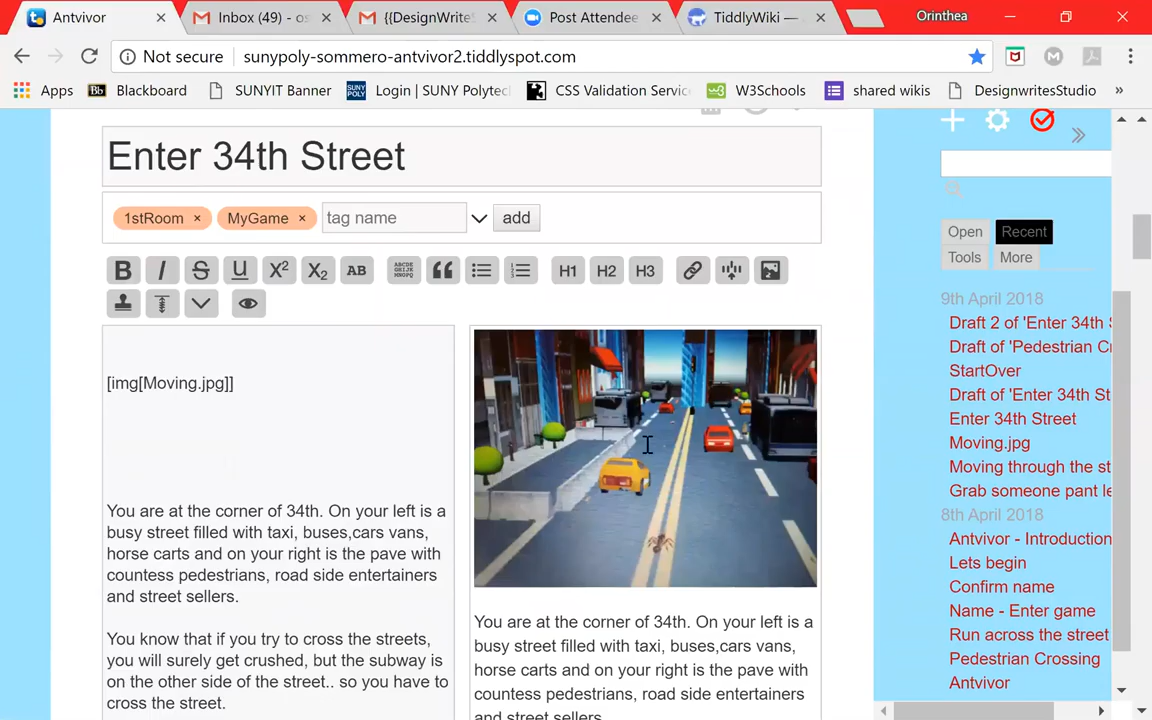 Antvivor
Inbox (49) - os
{{DesignWrite
Post Attendee
TiddlyWiki —
Orinthea
Not secure
sunypoly-sommero-antvivor2.tiddlyspot.com
Apps
Bb
Blackboard
SUNYIT Banner
SUNY POLY
Login | SUNY Polytec
CSS Validation Servic
W3Schools
shared wikis
DesignwritesStudio
»
Enter 34th Street
1stRoom ×
MyGame ×
tag name
add
B I S U X² X₂ AB
H1 H2 H3
Open
Recent
Tools
More
9th April 2018
Draft 2 of 'Enter 34th S
Draft of 'Pedestrian Cr
StartOver
Draft of 'Enter 34th St
Enter 34th Street
Moving.jpg
Moving through the st
Grab someone pant le
8th April 2018
Antvivor - Introduction
Lets begin
Confirm name
Name - Enter game
Run across the street
Pedestrian Crossing
Antvivor
[img[Moving.jpg]]
You are at the corner of 34th. On your left is a
busy street filled with taxi, buses,cars vans,
horse carts and on your right is the pave with
countess pedestrians, road side entertainers
and street sellers.
You know that if you try to cross the streets,
you will surely get crushed, but the subway is
on the other side of the street.. so you have to
cross the street.
You are at the corner of 34th. On your left is a
busy street filled with taxi, buses,cars vans,
horse carts and on your right is the pave with
countess pedestrians, road side entertainers
and street sellers.